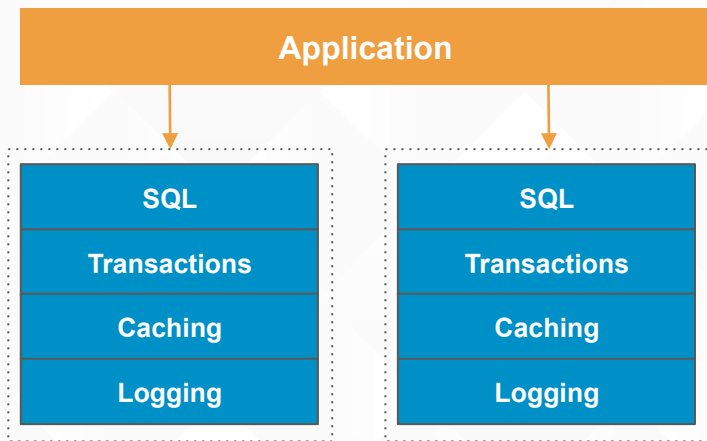 Application
SQL
Transactions
Caching
Logging
SQL
Transactions
Caching
Logging